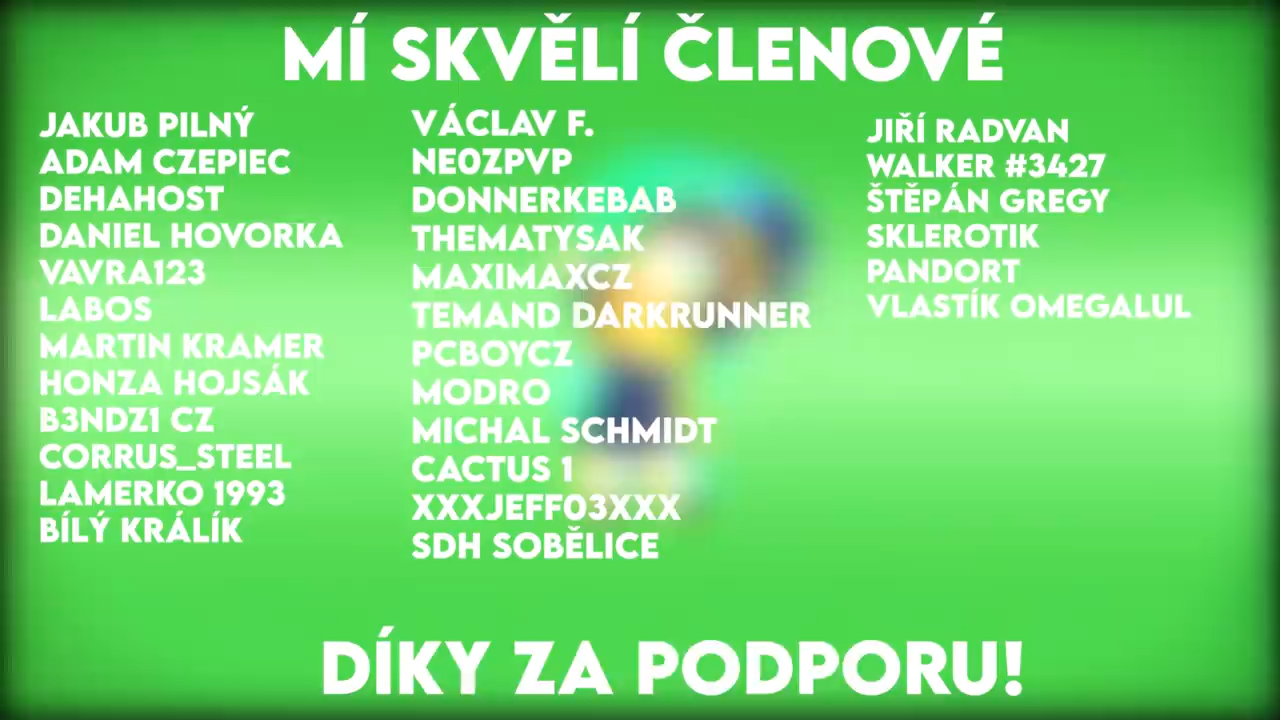 MÍ SKVĚLÍ ČLENOVÉ
JAKUB PILNÝ
ADAM CZEPIEC
DEHAHOST
DANIEL HOVORKA
VAVRA123
LABOS
MARTIN KRAMER
HONZA HOJSÁK
B3NDZ1 CZ
CORRUS_STEEL
LAMERKO 1993
BÍLÝ KRÁLÍK
VÁCLAV F.
NE0ZPVP
DONNERKEBAB
THEMATYSAK
MAXIMAXCZ
TEMAND DARKRUNNER
PCBOYCZ
MODRO
MICHAL SCHMIDT
CACTUS 1
XXXJEFF03XXX
SDH SOBĚLICE
JIŘÍ RADVAN
WALKER #3427
ŠTĚPÁN GREGY
SKLEROTIK
PANDORT
VLASTÍK OMEGALUL
DÍKY ZA PODPORU!